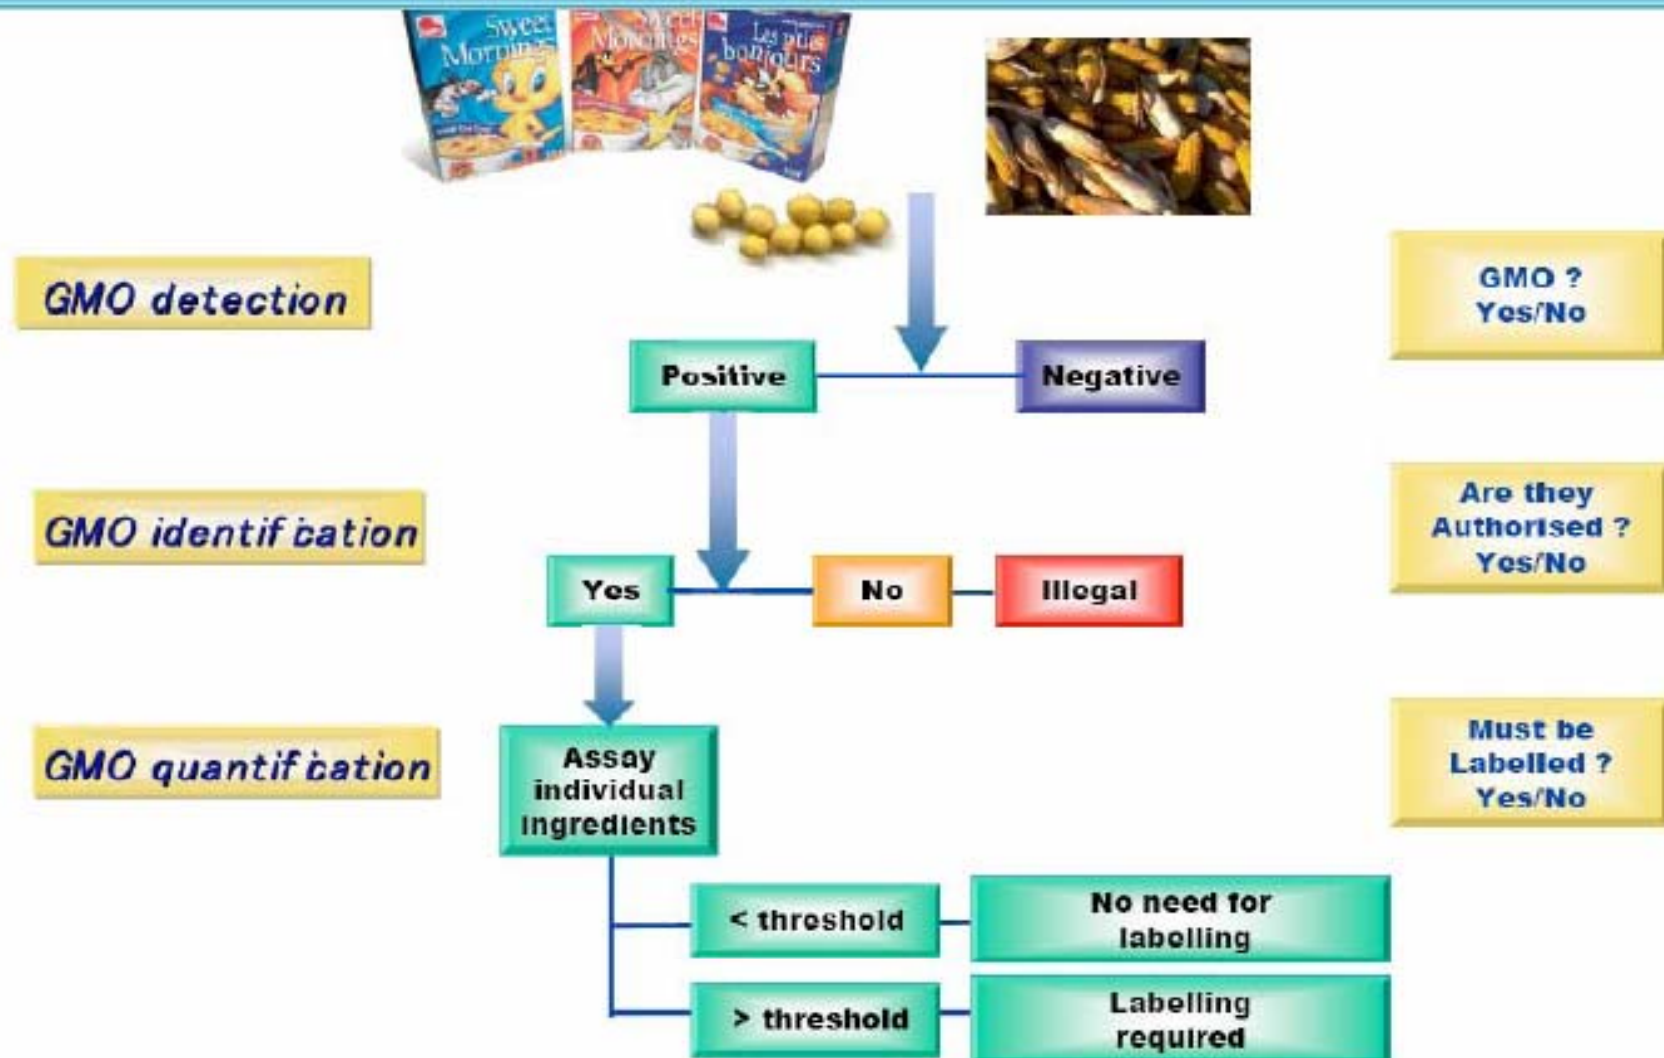 Sweet
Mornings
Sweet
Mornings
Les p'tits
bonjours
GMO detection
GMO ?
Yes/No
Positive
Negative
GMO identification
Are they
Authorised ?
Yes/No
Yes
No
Illegal
GMO quantification
Must be
Labelled ?
Yes/No
Assay
individual
ingredients
< threshold
No need for
labelling
> threshold
Labelling
required